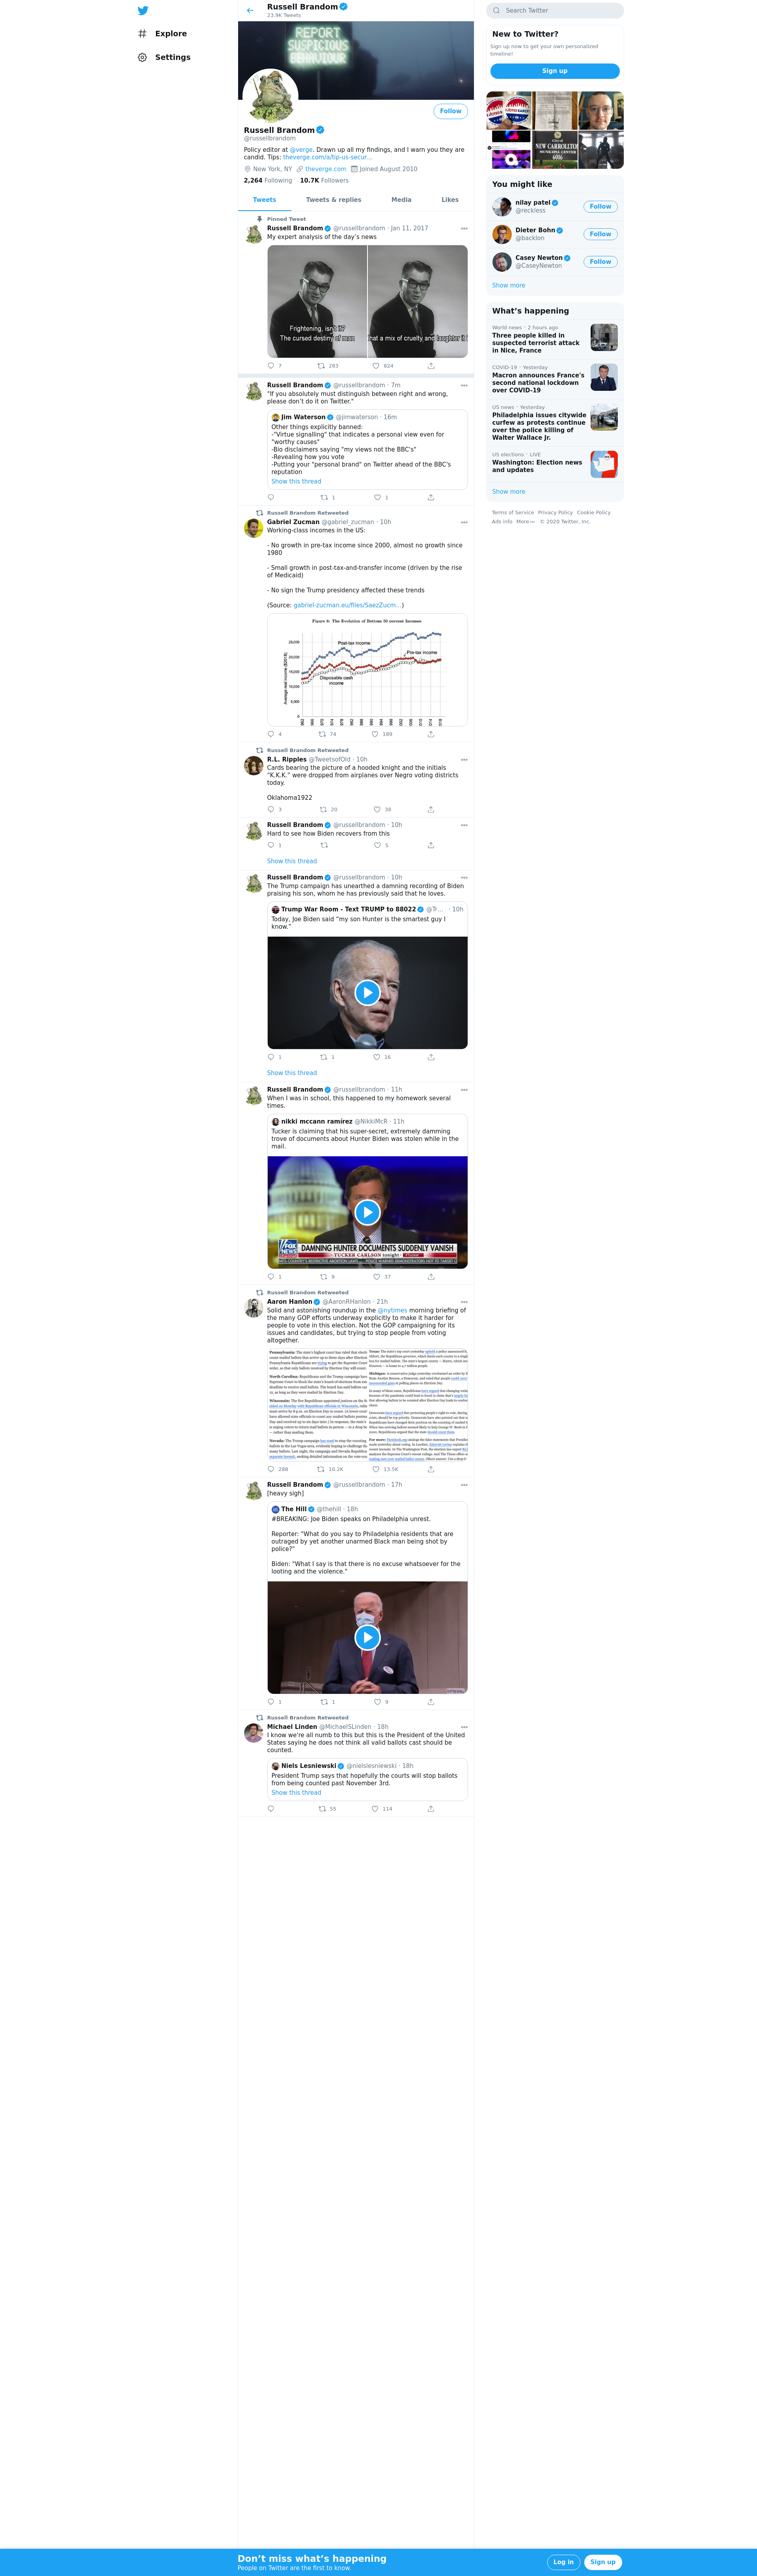 Explore
Settings
Russell Brandom
23.9K Tweets
REPORT
SUSPICIOUS
BEHAVIOUR
Follow
Russell Brandom
@russellbrandom
Policy editor at @verge. Drawn up all my findings, and I warn you they are
candid. Tips: theverge.com/a/tip-us-secur…
New York, NY theverge.com Joined August 2010
2,264 Following 10.7K Followers
Tweets Tweets & replies Media Likes
Pinned Tweet
Russell Brandom @russellbrandom · Jan 11, 2017
My expert analysis of the day's news
Frightening, isn't it?
The cursed destiny of man
hat a mix of cruelty and laughter it i
7 283 824
Russell Brandom @russellbrandom · 7m
"If you absolutely must distinguish between right and wrong,
please don't do it on Twitter."
Jim Waterson @jimwaterson · 16m
Other things explicitly banned:
-"Virtue signalling" that indicates a personal view even for
"worthy causes"
-Bio disclaimers saying "my views not the BBC's"
-Revealing how you vote
-Putting your "personal brand" on Twitter ahead of the BBC's
reputation
Show this thread
1 1
Russell Brandom Retweeted
Gabriel Zucman @gabriel_zucman · 10h
Working-class incomes in the US:
- No growth in pre-tax income since 2000, almost no growth since
1980
- Small growth in post-tax-and-transfer income (driven by the rise
of Medicaid)
- No sign the Trump presidency affected these trends
(Source: gabriel-zucman.eu/files/SaezZucm…)
Figure 6: The Evolution of Bottom 50 percent Incomes
Average real income ($2018)
25,000
20,000
15,000
10,000
5,000
0
Post-tax income
Pre-tax income
Disposable cash
income
4 74 189
Russell Brandom Retweeted
R.L. Ripples @TweetsofOld · 10h
Cards bearing the picture of a hooded knight and the initials
"K.K.K." were dropped from airplanes over Negro voting districts
today.
Oklahoma1922
3 20 38
Russell Brandom @russellbrandom · 10h
Hard to see how Biden recovers from this
1 5
Show this thread
Russell Brandom @russellbrandom · 10h
The Trump campaign has unearthed a damning recording of Biden
praising his son, whom he has previously said that he loves.
Trump War Room - Text TRUMP to 88022 @Tr… · 10h
Today, Joe Biden said "my son Hunter is the smartest guy I
know."
1 1 16
Show this thread
Russell Brandom @russellbrandom · 11h
When I was in school, this happened to my homework several
times.
nikki mccann ramírez @NikkiMcR · 11h
Tucker is claiming that his super-secret, extremely damning
trove of documents about Hunter Biden was stolen while in the
mail.
FOX NEWS
DAMNING HUNTER DOCUMENTS SUDDENLY VANISH
TUCKER CARLSON tonight
1 9 37
Russell Brandom Retweeted
Aaron Hanlon @AaronRHanlon · 21h
Solid and astonishing roundup in the @nytimes morning briefing of
the many GOP efforts underway explicitly to make it harder for
people to vote in this election. Not the GOP campaigning for its
issues and candidates, but trying to stop people from voting
altogether.
288 10.2K 13.5K
Russell Brandom @russellbrandom · 17h
[heavy sigh]
The Hill @thehill · 18h
#BREAKING: Joe Biden speaks on Philadelphia unrest.
Reporter: "What do you say to Philadelphia residents that are
outraged by yet another unarmed Black man being shot by
police?"
Biden: "What I say is that there is no excuse whatsoever for the
looting and the violence."
1 1 9
Russell Brandom Retweeted
Michael Linden @MichaelSLinden · 18h
I know we're all numb to this but this is the President of the United
States saying he does not think all valid ballots cast should be
counted.
Niels Lesniewski @nielslesniewski · 18h
President Trump says that hopefully the courts will stop ballots
from being counted past November 3rd.
Show this thread
55 114
Search Twitter
New to Twitter?
Sign up now to get your own personalized
timeline!
Sign up
City of
NEW CARROLLTON
MUNICIPAL CENTER
6016
You might like
nilay patel
@reckless
Follow
Dieter Bohn
@backlon
Follow
Casey Newton
@CaseyNewton
Follow
Show more
What's happening
World news · 2 hours ago
Three people killed in
suspected terrorist attack
in Nice, France
COVID-19 · Yesterday
Macron announces France's
second national lockdown
over COVID-19
US news · Yesterday
Philadelphia issues citywide
curfew as protests continue
over the police killing of
Walter Wallace Jr.
US elections · LIVE
Washington: Election news
and updates
Show more
Terms of Service Privacy Policy Cookie Policy
Ads info More © 2020 Twitter, Inc.
Don't miss what's happening
People on Twitter are the first to know.
Log in
Sign up